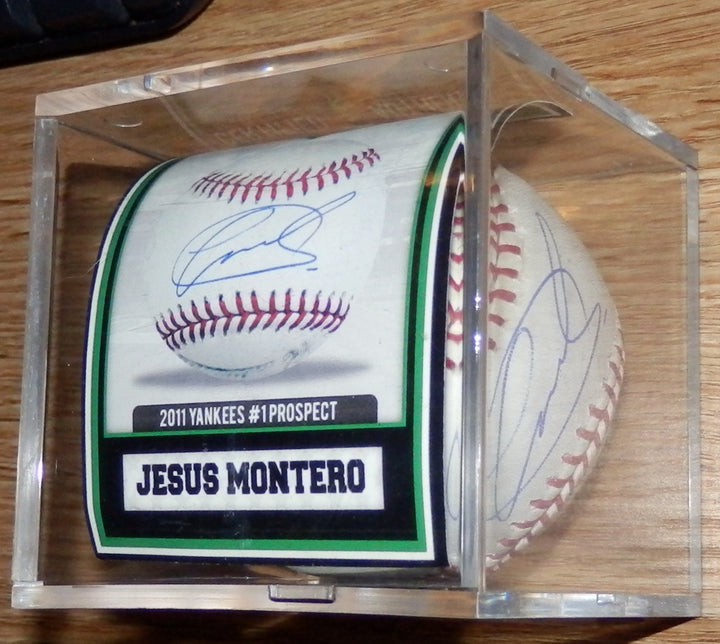 2011 YANKEES #1 PROSPECT
JESUS MONTERO